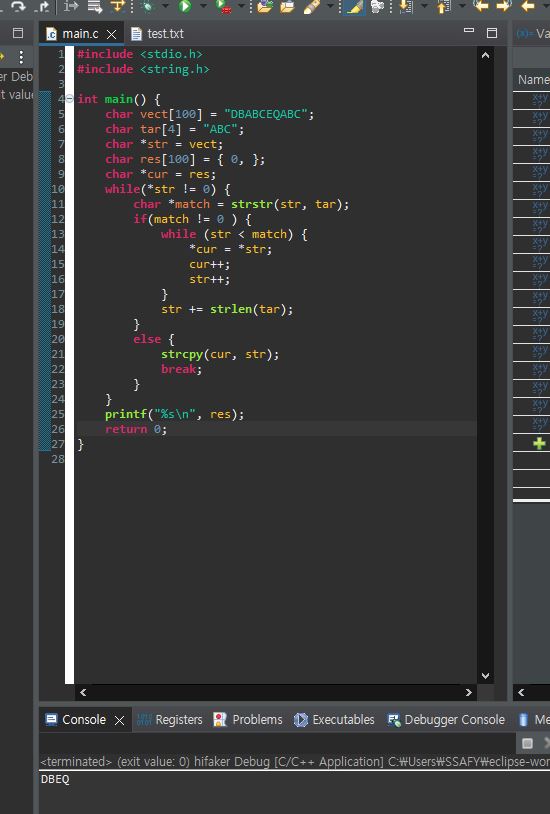 main.c
test.txt
(x)= Va
er Deb
it value
Name
1 #include <stdio.h>
2 #include <string.h>
3
4 int main() {
5 char vect[100] = "DBABCEQABC";
6 char tar[4] = "ABC";
7 char *str = vect;
8 char res[100] = { 0, };
9 char *cur = res;
10 while(*str != 0) {
11 char *match = strstr(str, tar);
12 if(match != 0 ) {
13 while (str < match) {
14 *cur = *str;
15 cur++;
16 str++;
17 }
18 str += strlen(tar);
19 }
20 else {
21 strcpy(cur, str);
22 break;
23 }
24 }
25 printf("%s\n", res);
26 return 0;
27 }
28
Console Registers Problems Executables Debugger Console Me
<terminated> (exit value: 0) hifaker Debug [C/C++ Application] C:₩Users₩SSAFY₩eclipse-wor
DBEQ